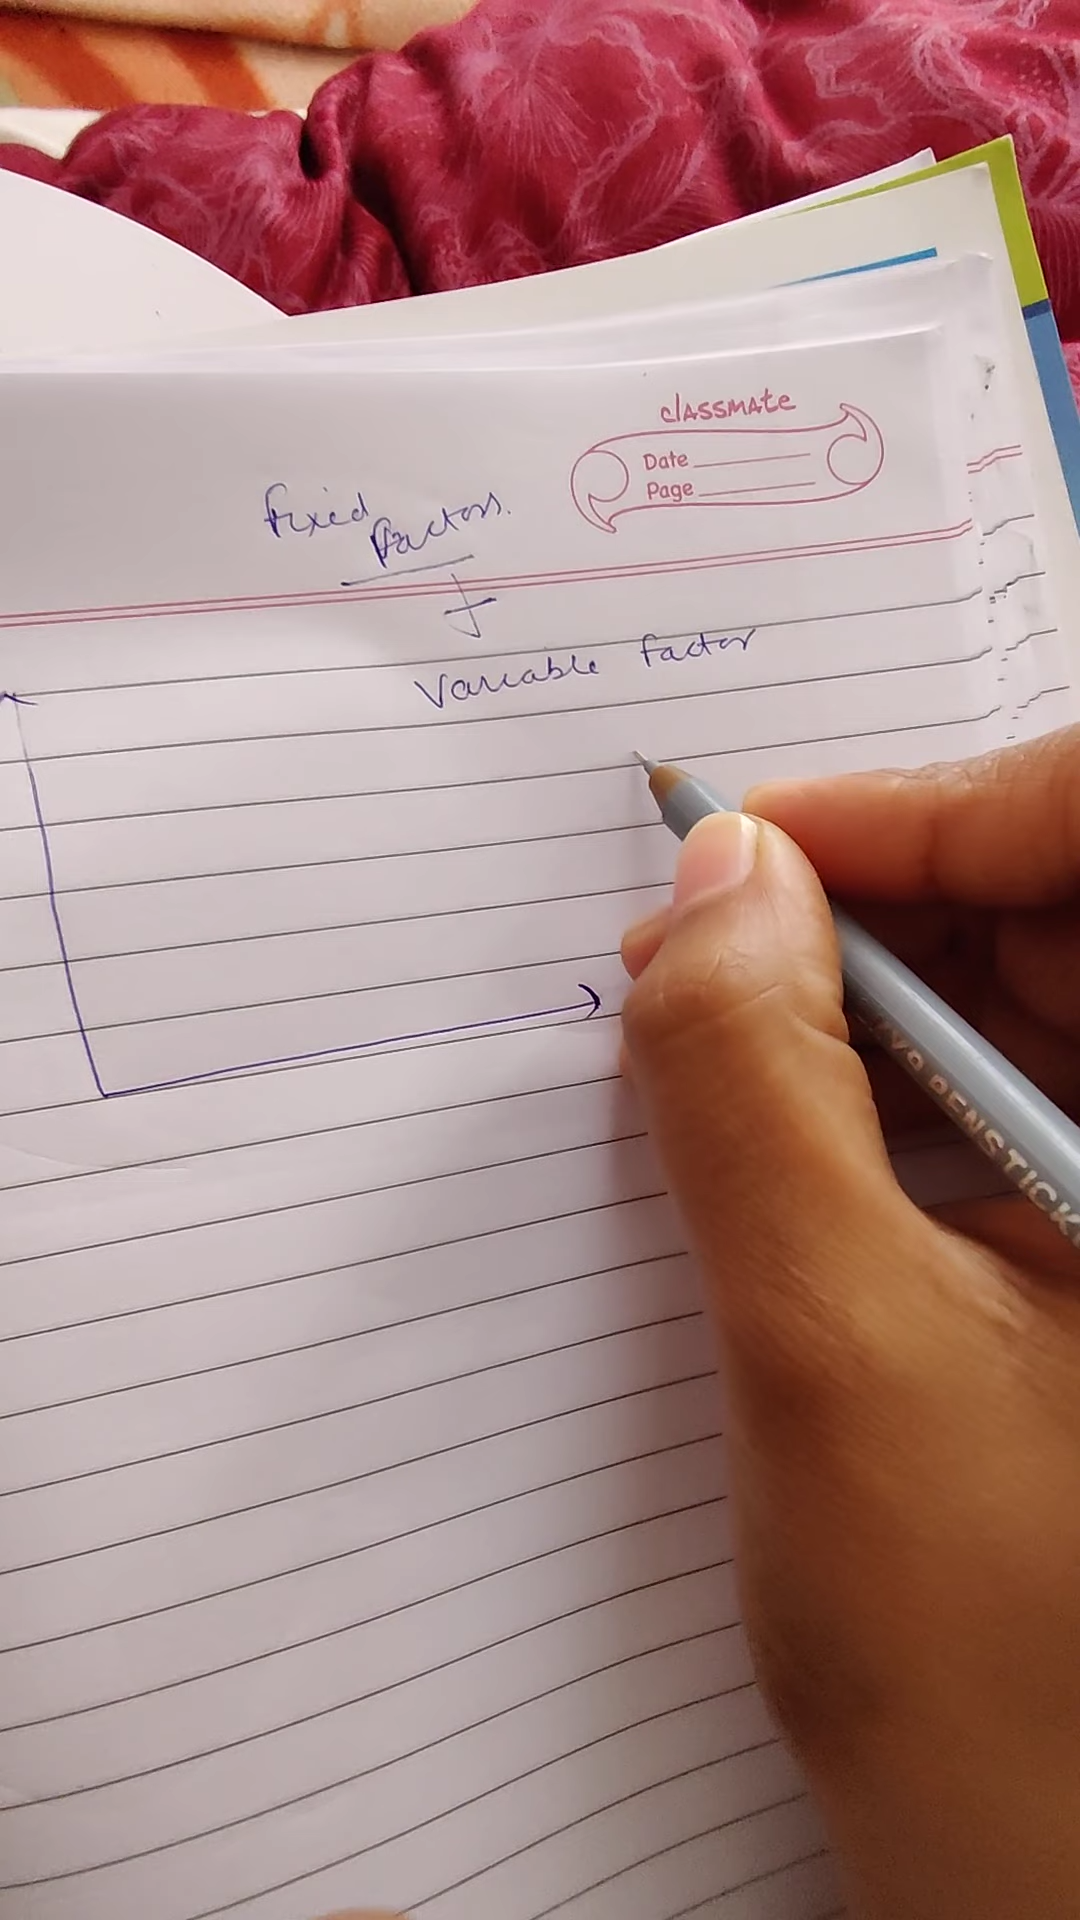 classmate
Date
Page
Fixed
Factors.
+
Variable factor